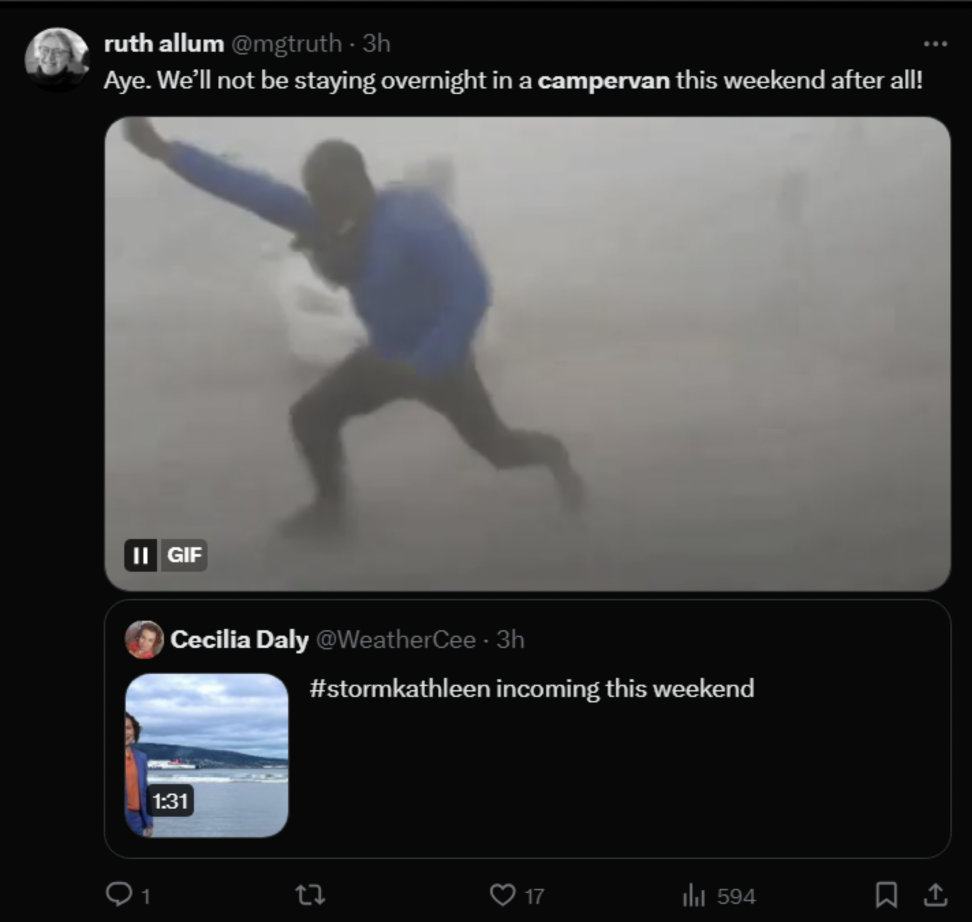 ruth allum @mgtruth · 3h
Aye. We’ll not be staying overnight in a campervan this weekend after all!
GIF
Cecilia Daly @WeatherCee · 3h
#stormkathleen incoming this weekend
1:31
1 17 594